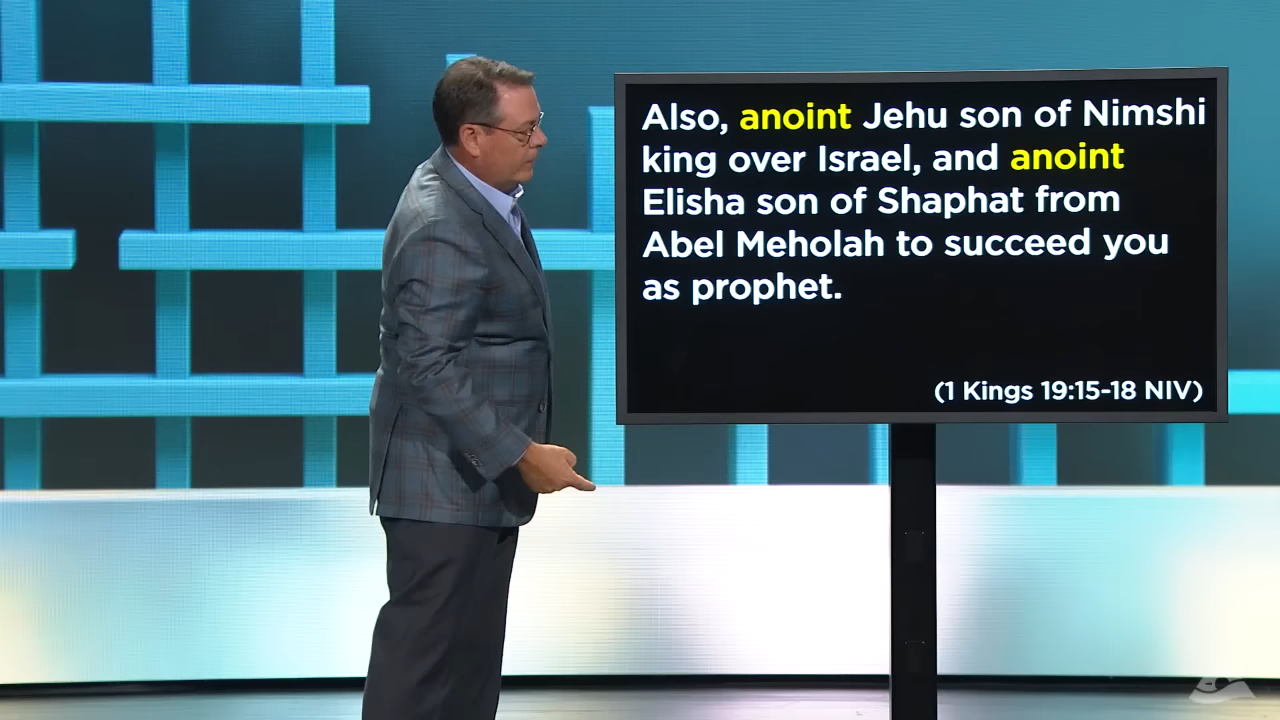 Also, anoint Jehu son of Nimshi
king over Israel, and anoint
Elisha son of Shaphat from
Abel Meholah to succeed you
as prophet.
(1 Kings 19:15-18 NIV)